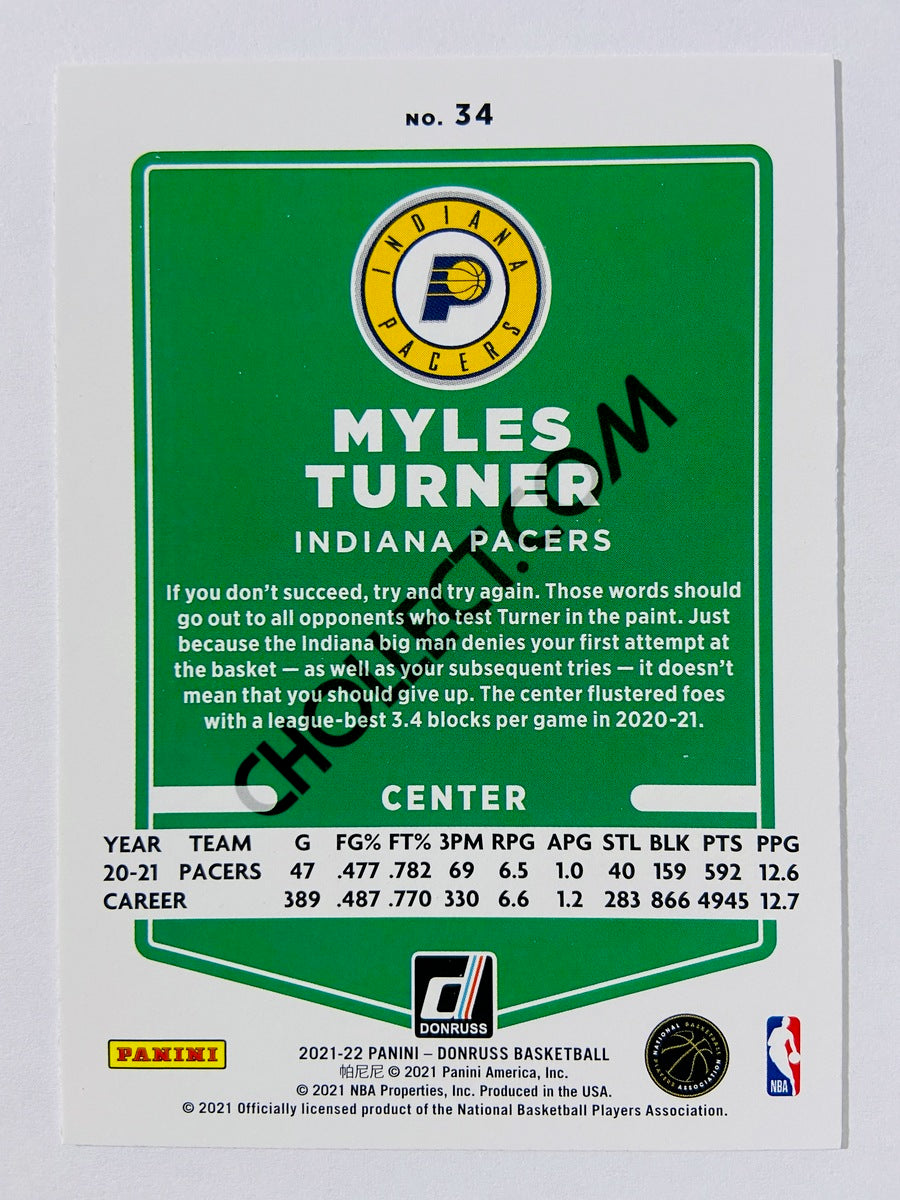 NO. 34
INDIANA
PACERS
MYLES
TURNER
INDIANA PACERS
If you don't succeed, try and try again. Those words should
go out to all opponents who test Turner in the paint. Just
because the Indiana big man denies your first attempt at
the basket — as well as your subsequent tries — it doesn't
mean that you should give up. The center flustered foes
with a league-best 3.4 blocks per game in 2020-21.
CHOLLECT.COM
CENTER
YEAR TEAM G FG% FT% 3PM RPG APG STL BLK PTS PPG
20-21 PACERS 47 .477 .782 69 6.5 1.0 40 159 592 12.6
CAREER 389 .487 .770 330 6.6 1.2 283 866 4945 12.7
d
DONRUSS
PANINI
2021-22 PANINI – DONRUSS BASKETBALL
帕尼尼 © 2021 Panini America, Inc.
© 2021 NBA Properties, Inc. Produced in the USA.
© 2021 Officially licensed product of the National Basketball Players Association.
NATIONAL BASKETBALL
PLAYERS ASSOCIATION
NBA